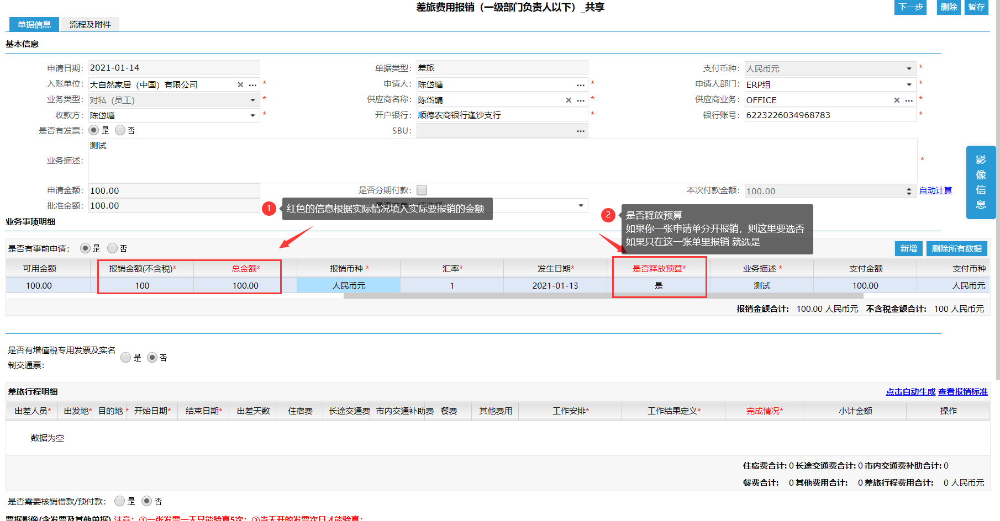 差旅费用报销（一级部门负责人以下）_共享
下一步 删除 暂存
单据信息 流程及附件
基本信息
申请日期: 2021-01-14 单据类型: 差旅 支付币种: 人民币元 *
入账单位: 大自然家居（中国）有限公司 × ... * 申请人: 陈岱墉 ... * 申请人部门: ERP组 *
业务类型: 对私（员工） * 供应商名称: 陈岱墉 × ... * 供应商业务: OFFICE × ... *
收款方: 陈岱墉 * 开户银行: 顺德农商银行逢沙支行 * 银行账号: 6223226034968783 *
是否有发票: 是 否 SBU: ...
测试
业务描述: *
影像信息
申请金额: 100.00 是否分期付款: 本次付款金额: 100.00 自动计算
批准金额: 100.00
1 红色的信息根据实际情况填入实际要报销的金额
2 是否释放预算
如果你一张申请单分开报销，则这里要选否
如果只在这一张单里报销 就选是
业务事项明细
是否有事前申请: 是 否 新增 删除所有数据
可用金额 报销金额(不含税)* 总金额* 报销币种 * 汇率* 发生日期* 是否释放预算* 业务描述 * 支付金额 支付币种
100.00 100 100.00 人民币元 1 2021-01-13 是 测试 100.00 人民币元
报销金额合计: 100.00 人民币元 不含税金额合计: 100 人民币元
是否有增值税专用发票及实名
制交通票: 是 否
差旅行程明细 点击自动生成 查看报销标准
出差人员* 出发地* 目的地 * 开始日期* 结束日期* 出差天数 住宿费 长途交通费 市内交通补助费 餐费 其他费用 工作安排* 工作结果定义* 完成情况* 小计金额 操作
数据为空
住宿费合计: 0 长途交通费合计: 0 市内交通费补助合计: 0
餐费合计: 0 其他费用合计: 0 差旅行程费用合计: 0 人民币元
是否需要核销借款/预付款: 是 否
票据影像(含发票及其他单据) 注意: ①一张发票一天只能验真5次; ②当天开的发票次日才能验真;